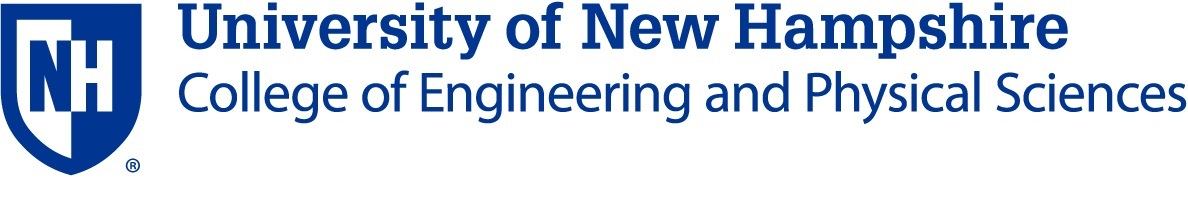 NH
®
University of New Hampshire
College of Engineering and Physical Sciences